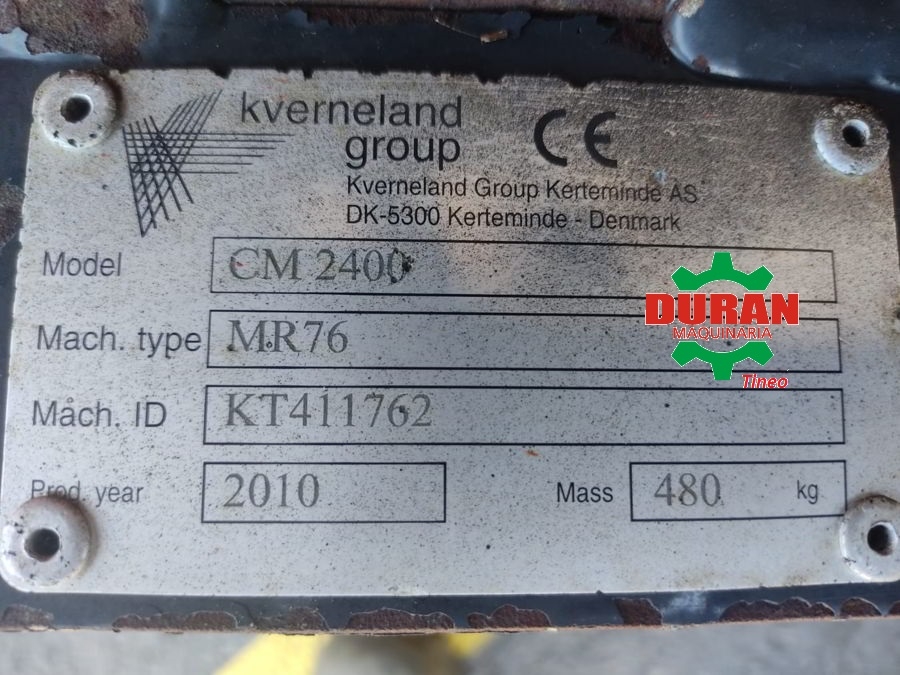 kverneland
group
CE
Kverneland Group Kerteminde AS
DK-5300 Kerteminde - Denmark
Model CM 2400
DURAN
MAQUINARIA
Tineo
Mach. type MR76
Mach. ID KT411762
Prod. year 2010 Mass 480 kg